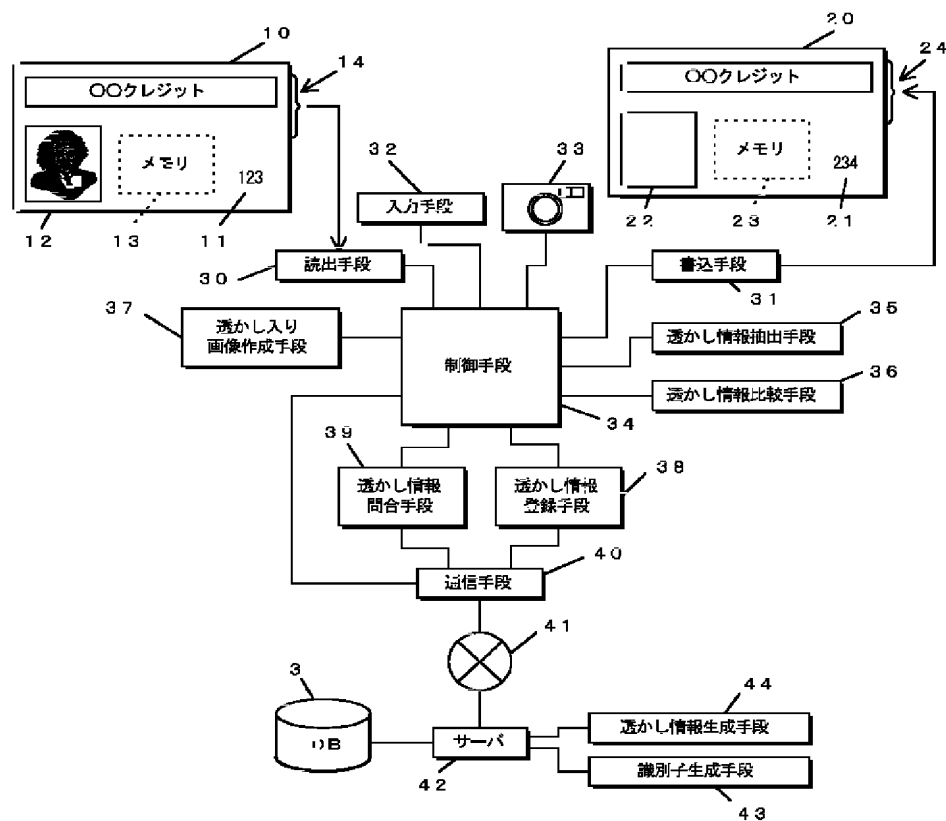 10
14
〇〇クレジット
メモリ
123
12
13
11
20
24
〇〇クレジット
メモリ
234
22
23
21
32
入力手段
33
30
読出手段
書込手段
31
37
透かし入り
画像作成手段
制御手段
34
35
透かし情報抽出手段
36
透かし情報比較手段
39
透かし情報
問合手段
38
透かし情報
登録手段
40
通信手段
41
3
DB
サーバ
42
44
透かし情報生成手段
識別子生成手段
43